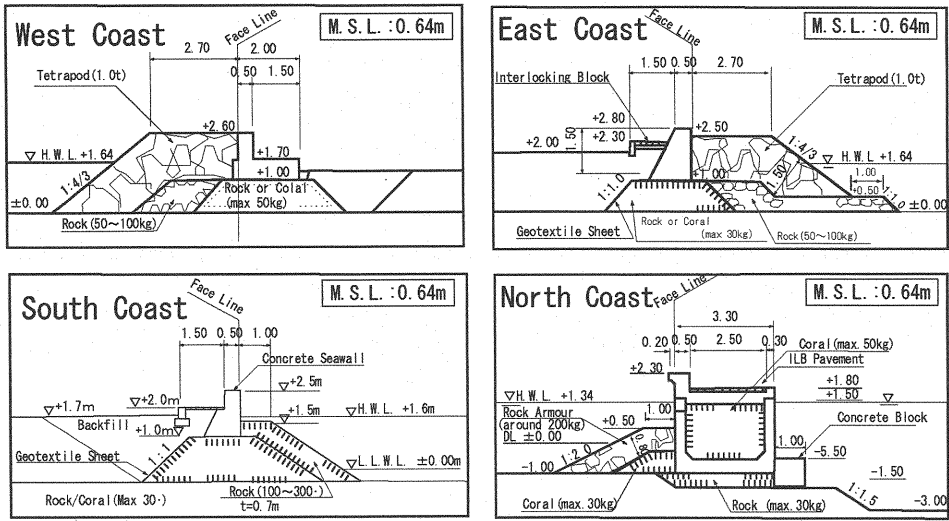 West Coast
Face Line
M.S.L.:0.64m
2.70
2.00
0.50
1.50
Tetrapod(1.0t)
+2.60
▽ H.W.L +1.64
+1.70
1:4/3
+1.00
Rock or Colal
(max 50kg)
±0.00
Rock(50～100kg)
East Coast
Face Line
M.S.L.:0.64m
1.50
0.50
2.70
Interlocking Block
Tetrapod(1.0t)
+2.80
+2.30
+2.50
+2.00
1.50
1:4/3
▽ H.W.L +1.64
+1.00
1.50
1.00
+0.50
1:1.0
1:1.0
±0.00
Geotextile Sheet
Rock or Coral
(max 30kg)
Rock(50～100kg)
South Coast
Face Line
M.S.L.:0.64m
1.50
0.50
1.00
Concrete Seawall
▽+2.5m
▽+2.0m
▽+1.7m
▽+1.5m
▽H.W.L. +1.6m
Backfill
+1.0m
1:1
Geotextile Sheet
▽L.L.W.L. ±0.00m
Rock/Coral(Max 30·)
Rock(100～300·)
t=0.7m
North Coast
Face Line
M.S.L.:0.64m
3.30
0.20
0.50
2.50
0.30
Coral(max.50kg)
ILB Pavement
+2.30
+1.80
+1.50
▽ H.W.L +1.34
Rock Armour
(around 200kg)
1.00
+0.50
Concrete Block
DL ±0.00
1:2.0
1.00
-5.50
-1.00
-1.50
1:1.5
-3.00
Coral(max.30kg)
Rock (max.30kg)